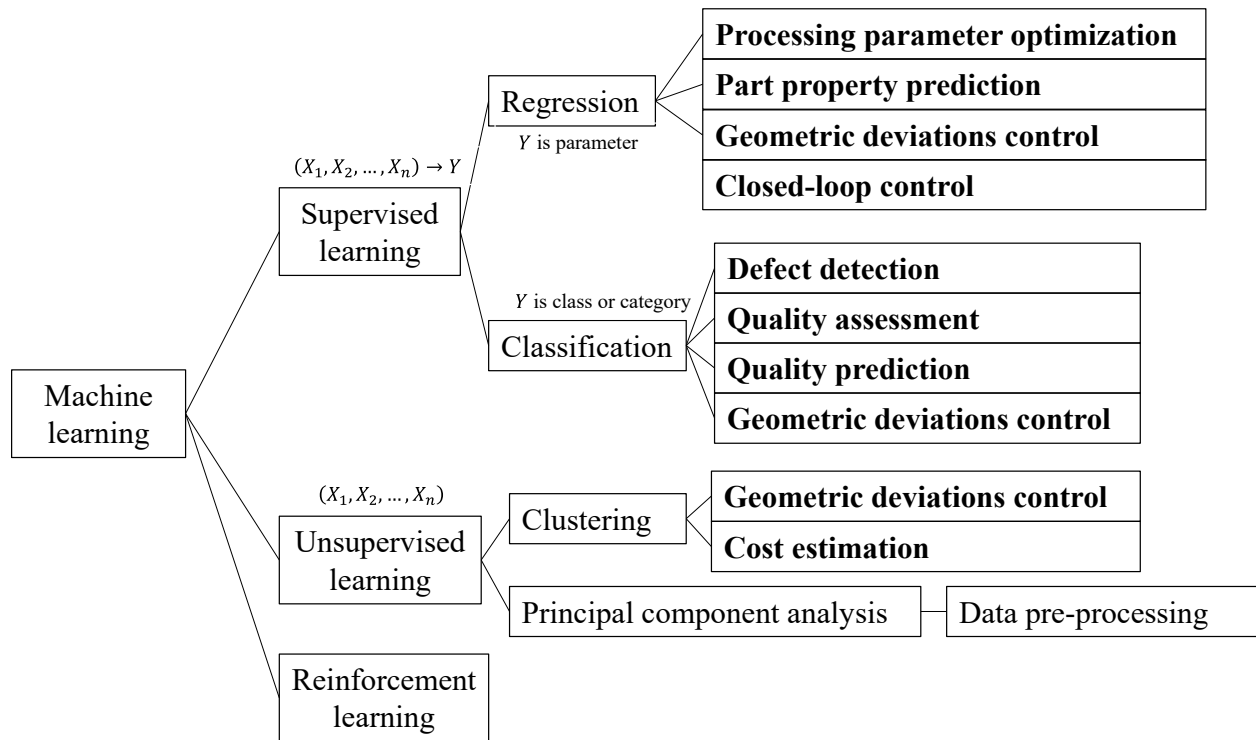 Machine
learning
(X₁, X₂, …, Xₙ) → Y
Supervised
learning
Regression
Y is parameter
Processing parameter optimization
Part property prediction
Geometric deviations control
Closed-loop control
Y is class or category
Classification
Defect detection
Quality assessment
Quality prediction
Geometric deviations control
(X₁, X₂, …, Xₙ)
Unsupervised
learning
Clustering
Geometric deviations control
Cost estimation
Principal component analysis
Data pre-processing
Reinforcement
learning